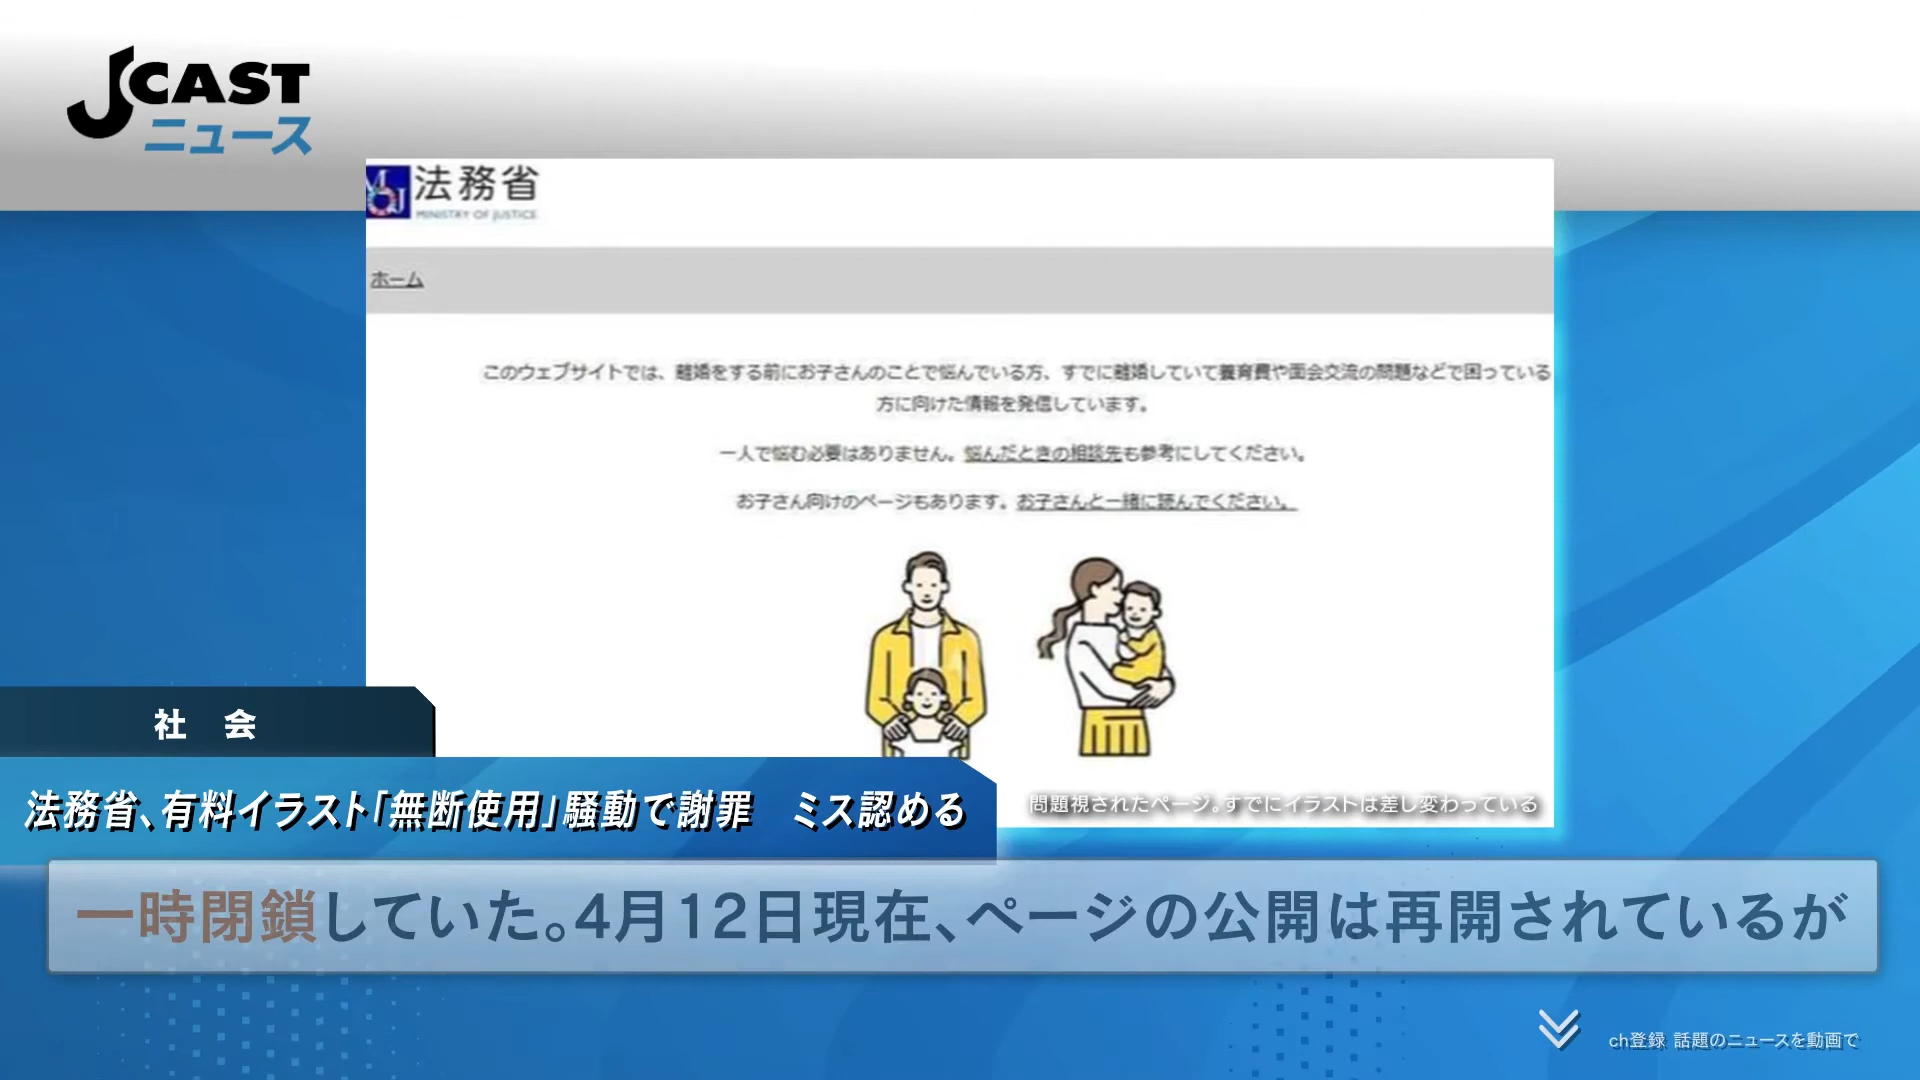 JCAST
ニュース
法務省
MINISTRY OF JUSTICE
ホーム
このウェブサイトでは、離婚をする前にお子さんのことで悩んでいる方、すでに離婚していて養育費や面会交流の問題などで困っている
方に向けた情報を発信しています。
一人で悩む必要はありません。悩んだときの相談先も参考にしてください。
お子さん向けのページもあります。お子さんと一緒に読んでください。
社 会
法務省、有料イラスト「無断使用」騒動で謝罪　ミス認める
問題視されたページ。すでにイラストは差し変わっている
一時閉鎖していた。4月12日現在、ページの公開は再開されているが
ch登録 話題のニュースを動画で